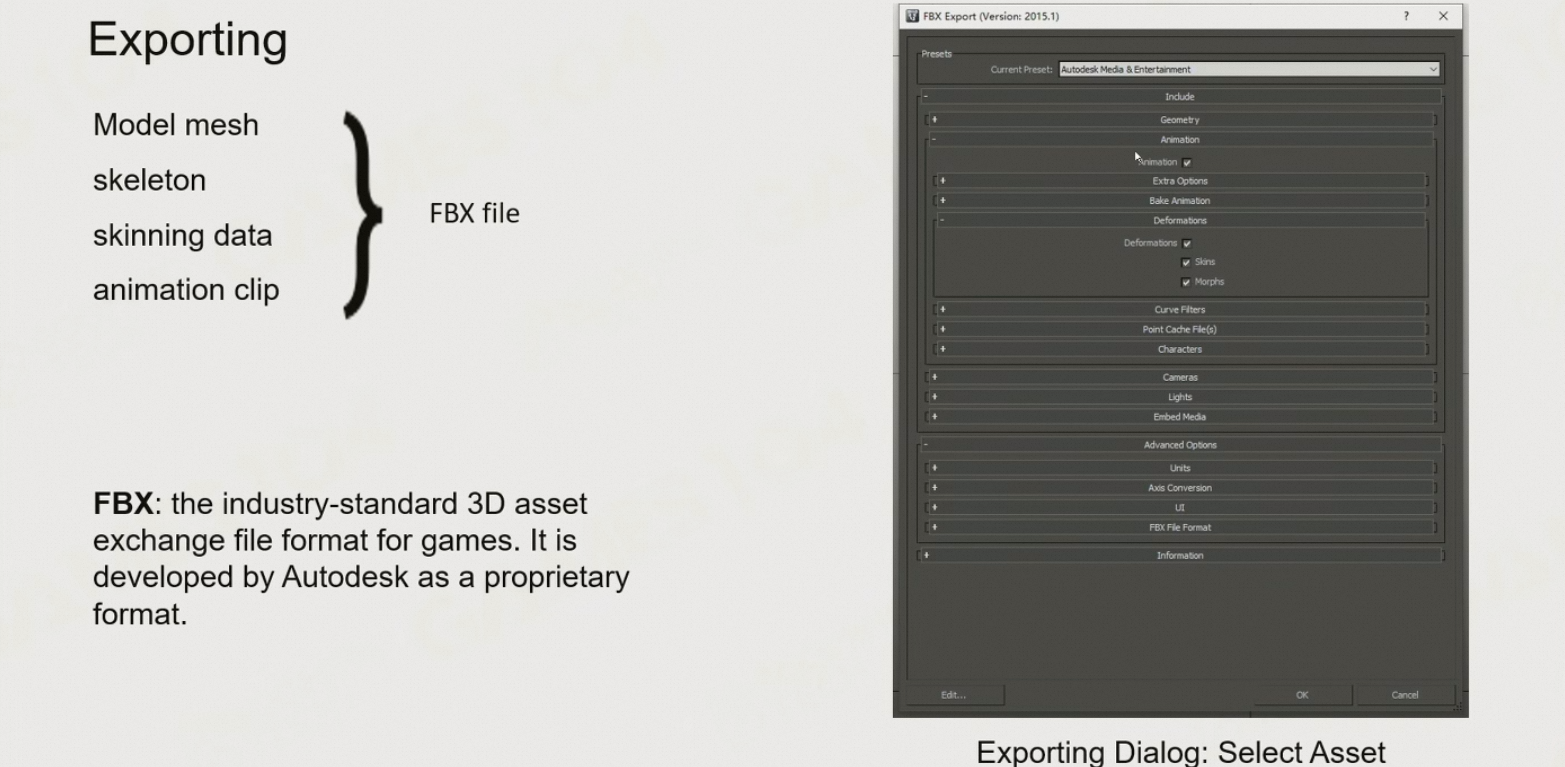 Exporting
Model mesh
skeleton
skinning data
animation clip
FBX file
FBX: the industry-standard 3D asset
exchange file format for games. It is
developed by Autodesk as a proprietary
format.
FBX Export (Version: 2015.1)
Presets
Current Preset: Autodesk Media & Entertainment
Include
Geometry
Animation
Animation
Extra Options
Bake Animation
Deformations
Deformations
Skins
Morphs
Curve Filters
Point Cache File(s)
Characters
Cameras
Lights
Embed Media
Advanced Options
Units
Axis Conversion
UI
FBX File Format
Information
Edit...
OK
Cancel
Exporting Dialog: Select Asset